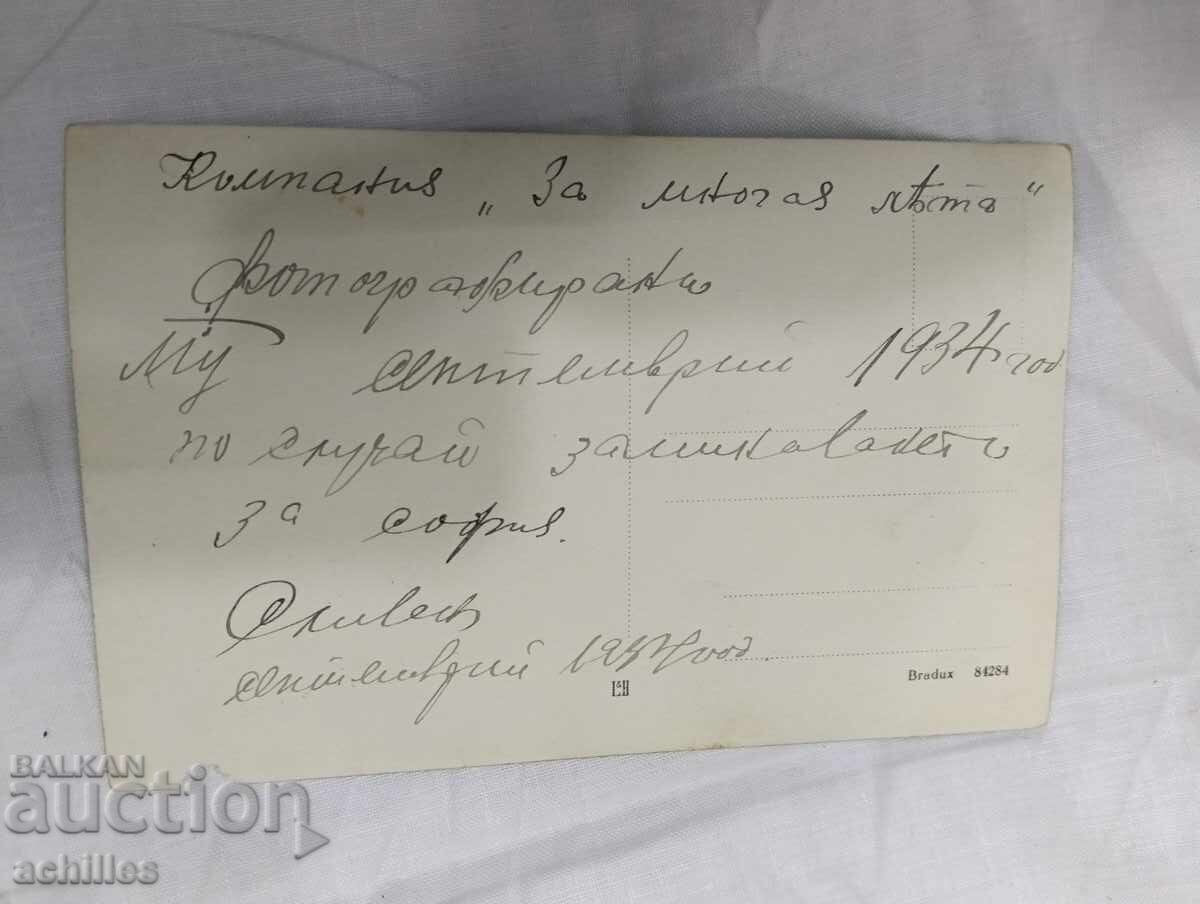 Компания „За многая лѣта"
фотографирани
септемврий 1934 год
по случай заминаването
за София.
септемврий 1934 год.
L&H
Bradux 84284
BALKAN
auction
achilles